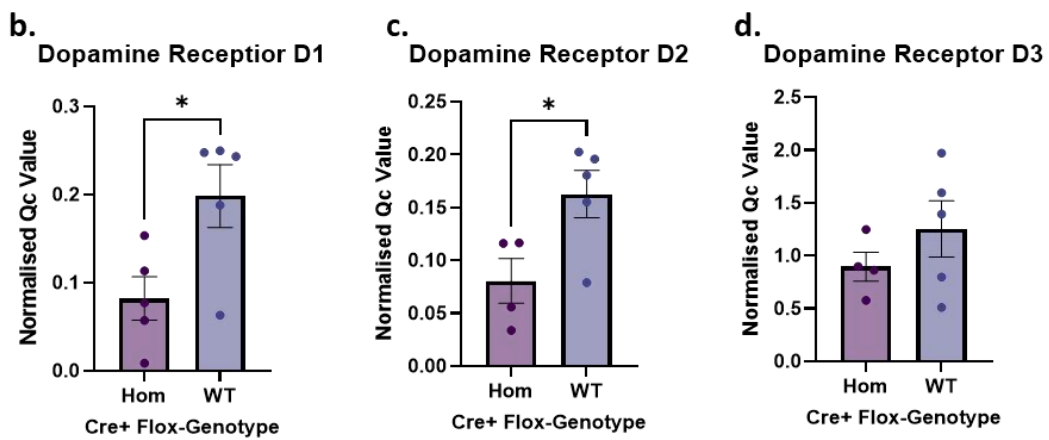 b.
Dopamine Receptior D1
Normalised Qc Value
0.3
0.2
0.1
0.0
*
Hom WT
Cre+ Flox-Genotype
c.
Dopamine Receptor D2
Normalised Qc Value
0.25
0.20
0.15
0.10
0.05
0.00
*
Hom WT
Cre+ Flox-Genotype
d.
Dopamine Receptor D3
Normalised Qc Value
2.5
2.0
1.5
1.0
0.5
0.0
Hom WT
Cre+ Flox-Genotype